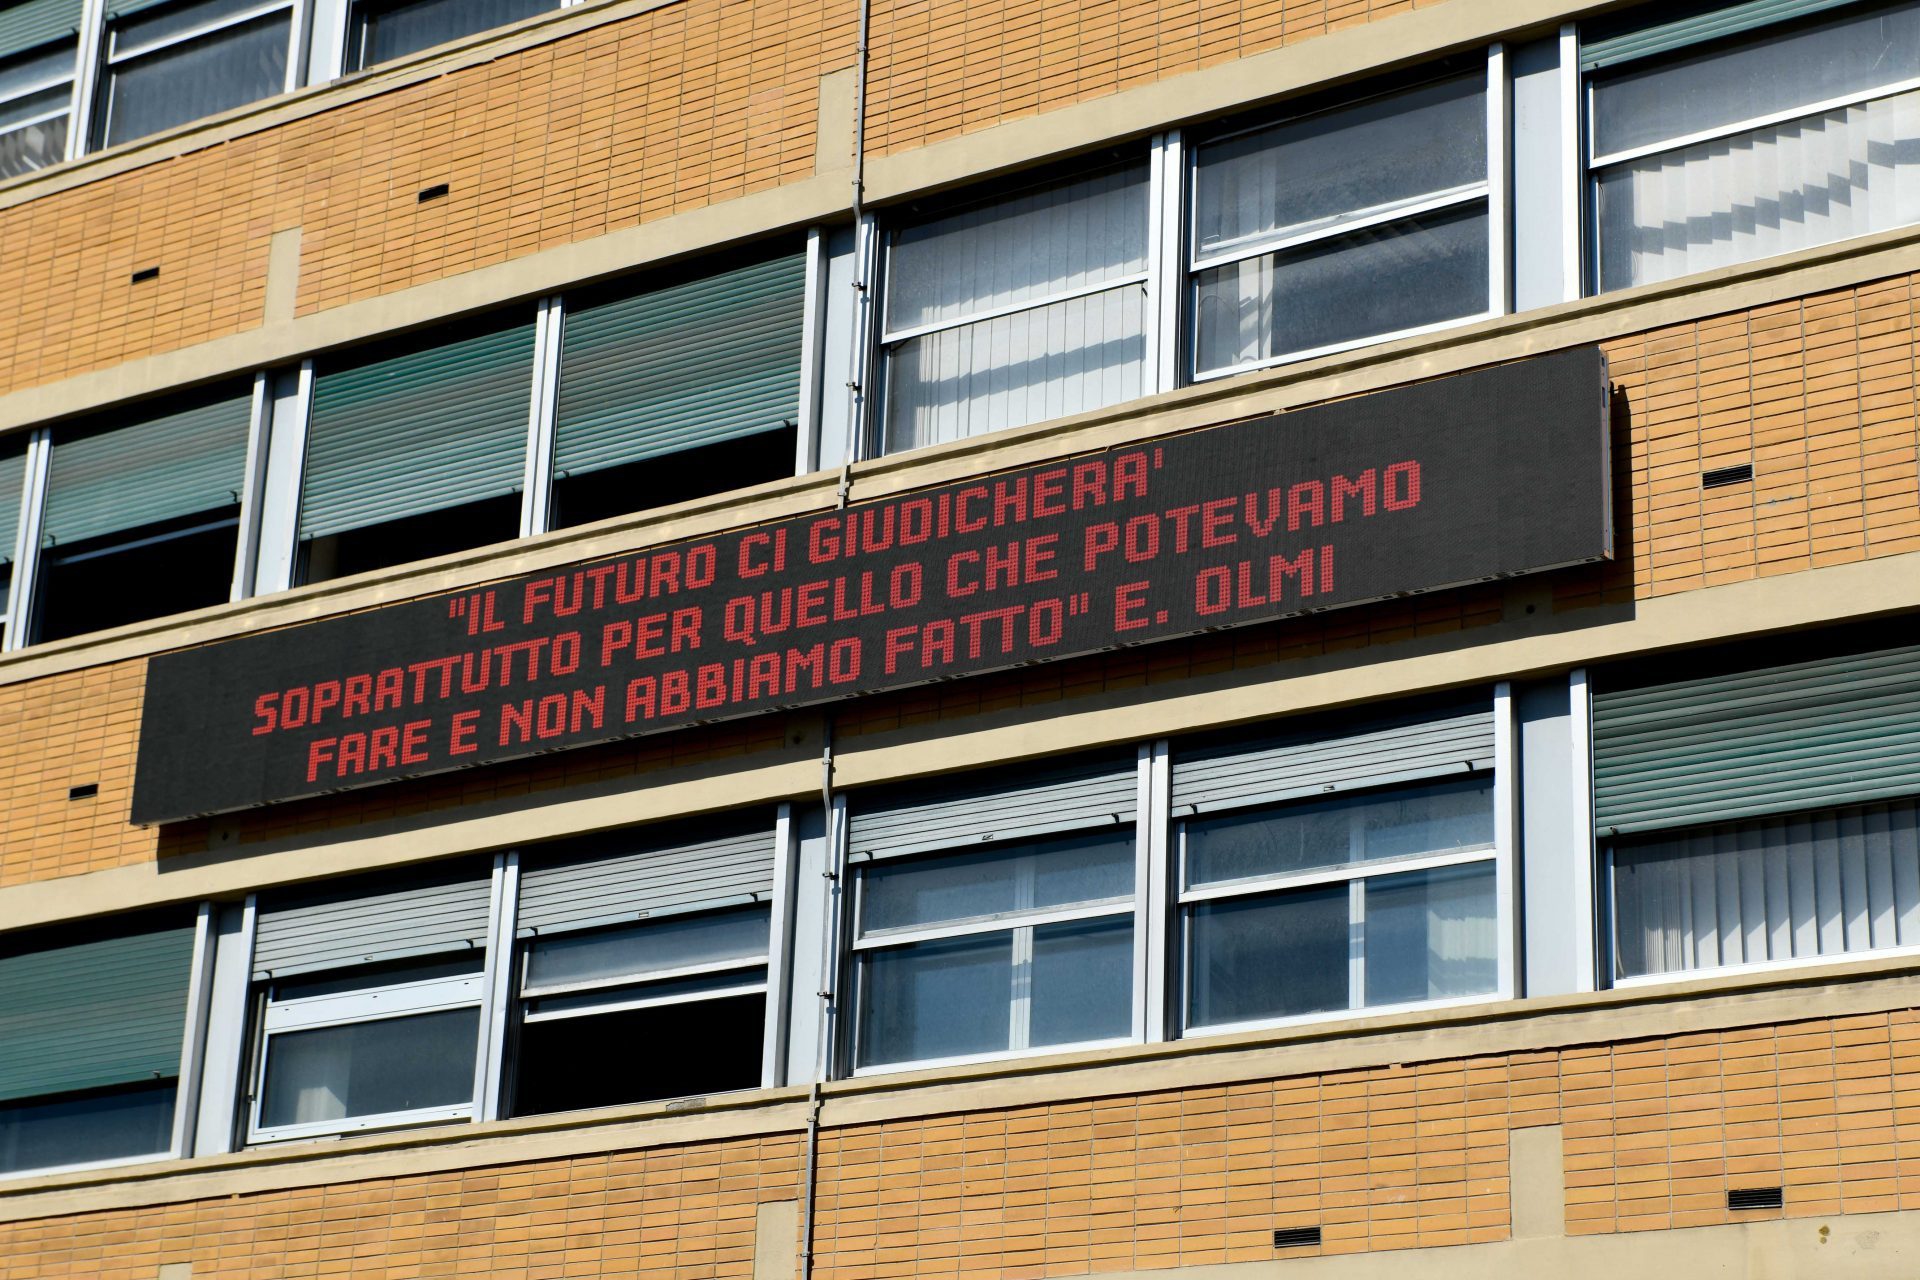 "IL FUTURO CI GIUDICHERA'
SOPRATTUTTO PER QUELLO CHE POTEVAMO
FARE E NON ABBIAMO FATTO" E. OLMI